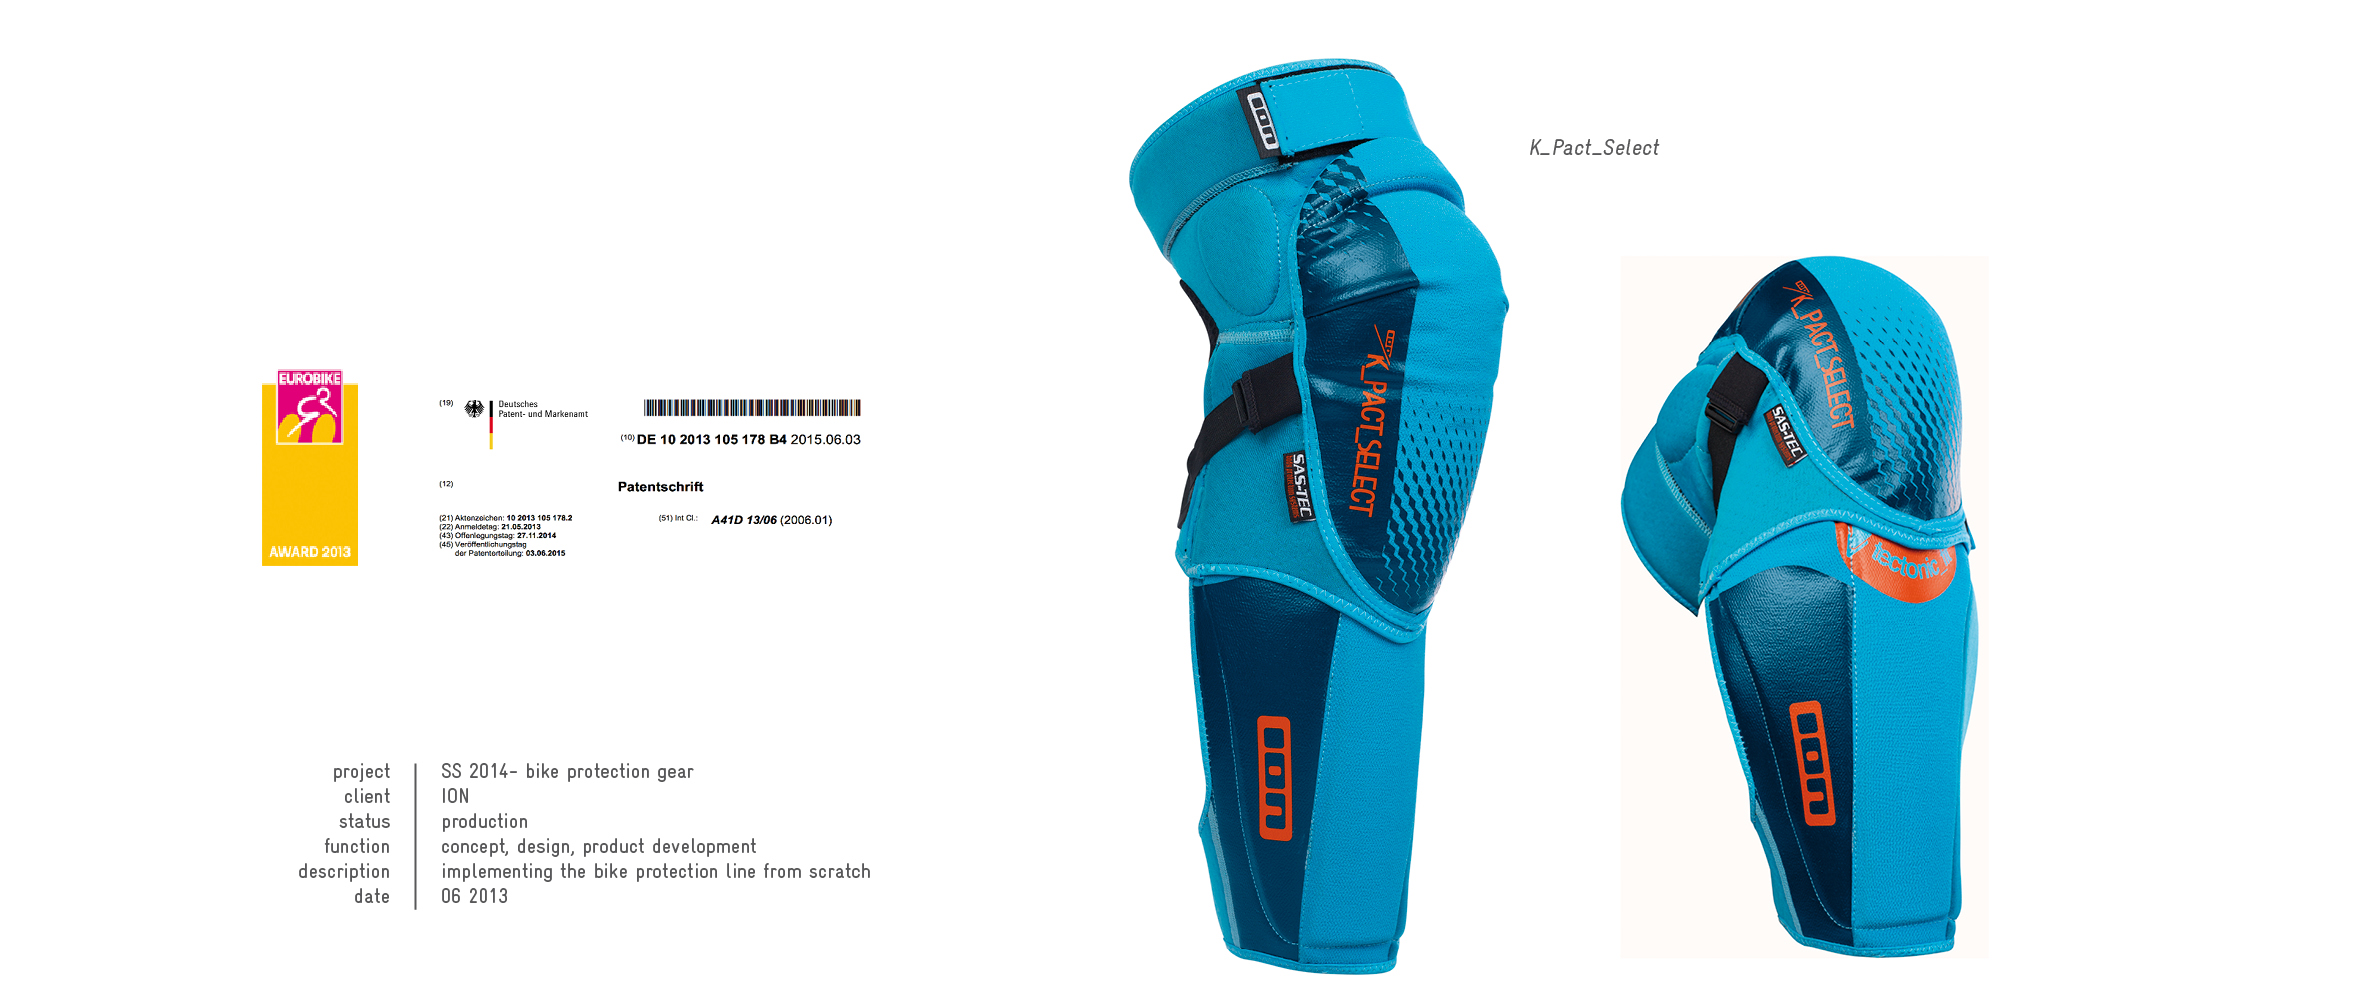 K_Pact_Select
EUROBIKE
AWARD 2013
(19)
Deutsches
Patent- und Markenamt
(10) DE 10 2013 105 178 B4 2015.06.03
(12)
Patentschrift
(21) Aktenzeichen: 10 2013 105 178.2
(22) Anmeldetag: 21.05.2013
(43) Offenlegungstag: 27.11.2014
(45) Veröffentlichungstag
der Patenterteilung: 03.06.2015
(51) Int Cl.: A41D 13/06 (2006.01)
project SS 2014- bike protection gear
client ION
status production
function concept, design, product development
description implementing the bike protection line from scratch
date 06 2013
ion
ion K_PACT_SELECT
SAS-TEC
ion
ion K_PACT_SELECT
SAS-TEC
tectonic
ion